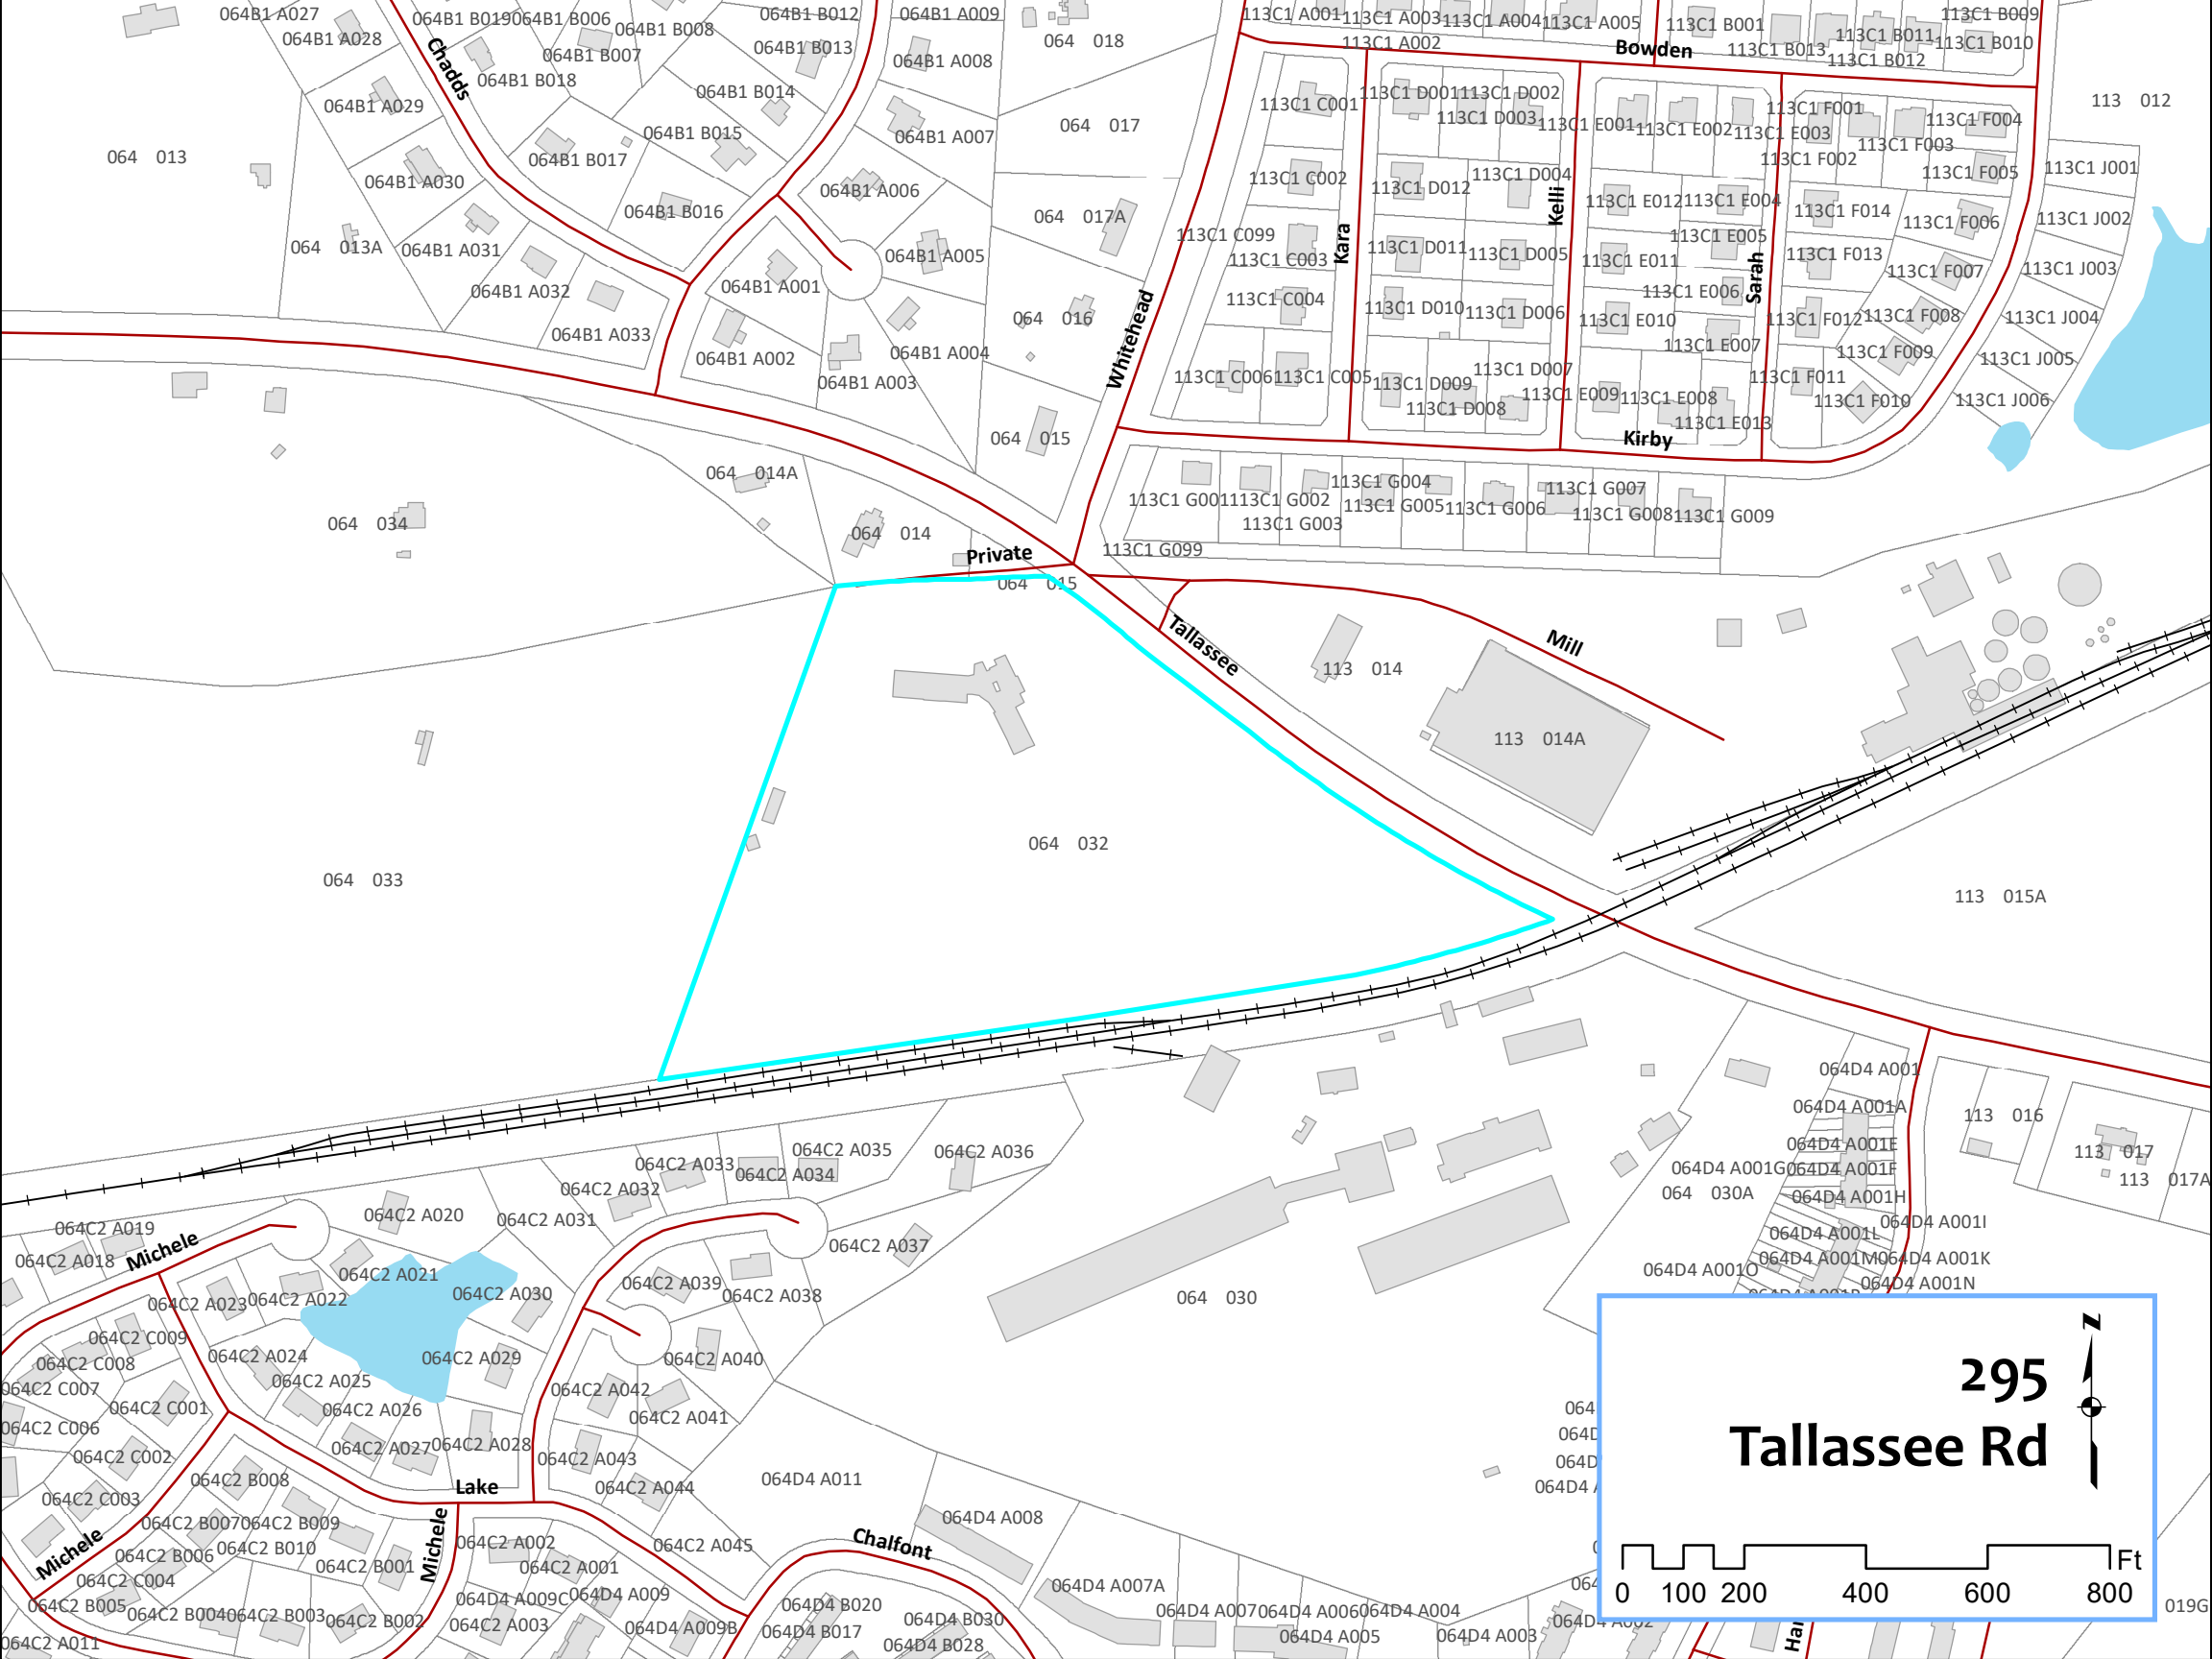 064B1 A027
064B1 A028
064B1 B019
064B1 B006
064B1 B007
064B1 B008
064B1 B018
064B1 B012
064B1 B013
064B1 A009
064B1 A008
064 018
113C1 A001
113C1 A003
113C1 A004
113C1 A005
113C1 A002
113C1 B001
113C1 B009
Bowden
113C1 B013
113C1 B011
113C1 B010
113C1 B012
Chadds
064B1 A029
064B1 B014
064B1 B015
064B1 B017
064B1 A007
064 017
113C1 C001
113C1 D001
113C1 D002
113C1 D003
113C1 E001
113C1 E002
113C1 E003
113C1 F001
113C1 F002
113C1 F003
113C1 F004
113C1 F005
113 012
064 013
064B1 A030
064B1 B016
064B1 A006
064 017A
113C1 C002
113C1 D012
113C1 D004
Kelli
113C1 E012
113C1 E004
113C1 F014
113C1 F006
113C1 J001
113C1 J002
064 013A
064B1 A031
064B1 A032
064B1 A033
064B1 A001
064B1 A005
113C1 C099
113C1 C003
Kara
113C1 D011
113C1 D005
113C1 E011
113C1 E005
113C1 E006
Sarah
113C1 F013
113C1 F007
113C1 J003
064B1 A002
064B1 A004
064B1 A003
064 016
Whitehead
113C1 C004
113C1 D010
113C1 D006
113C1 E010
113C1 E007
113C1 F012
113C1 F008
113C1 F009
113C1 J004
113C1 J005
113C1 C006
113C1 C005
113C1 D009
113C1 D007
113C1 D008
113C1 E009
113C1 E008
113C1 E013
113C1 F011
113C1 F010
113C1 J006
064 015
Kirby
064 014A
064 034
064 014
Private
064 015
113C1 G001
113C1 G002
113C1 G003
113C1 G004
113C1 G005
113C1 G006
113C1 G007
113C1 G008
113C1 G009
113C1 G099
Tallassee
Mill
113 014
113 014A
064 032
064 033
113 015A
064D4 A001
064D4 A001A
064D4 A001E
064D4 A001G
064D4 A001F
064 030A
064D4 A001H
064D4 A001I
064D4 A001L
064D4 A001M
064D4 A001K
064D4 A001O
064D4 A001N
113 016
113 017
113 017A
064C2 A033
064C2 A035
064C2 A034
064C2 A036
064C2 A032
064C2 A031
064C2 A020
064C2 A019
064C2 A018
Michele
064C2 A037
064C2 A021
064C2 A030
064C2 A039
064C2 A038
064C2 A023
064C2 A022
064 030
064C2 C009
064C2 C008
064C2 C007
064C2 A024
064C2 A025
064C2 A029
064C2 A040
064C2 C001
064C2 C006
064C2 A026
064C2 A042
064C2 A041
064C2 C002
064C2 A027
064C2 A028
064C2 A043
064C2 B008
Lake
064C2 A044
064D4 A011
064C2 C003
Michele
064C2 B007
064C2 B009
064C2 B006
064C2 B010
064C2 B001
Michele
064C2 A002
064C2 A001
064C2 A045
Chalfont
064D4 A008
064C2 C004
064C2 B005
064C2 B004
064C2 B003
064C2 B002
064D4 A009C
064D4 A009
064C2 A003
064D4 A009B
064D4 B020
064D4 B017
064D4 B030
064D4 B028
064D4 A007A
064D4 A007
064D4 A006
064D4 A004
064D4 A005
064D4 A003
064C2 A011
019G
295
Tallassee Rd
N
0 100 200 400 600 800 Ft